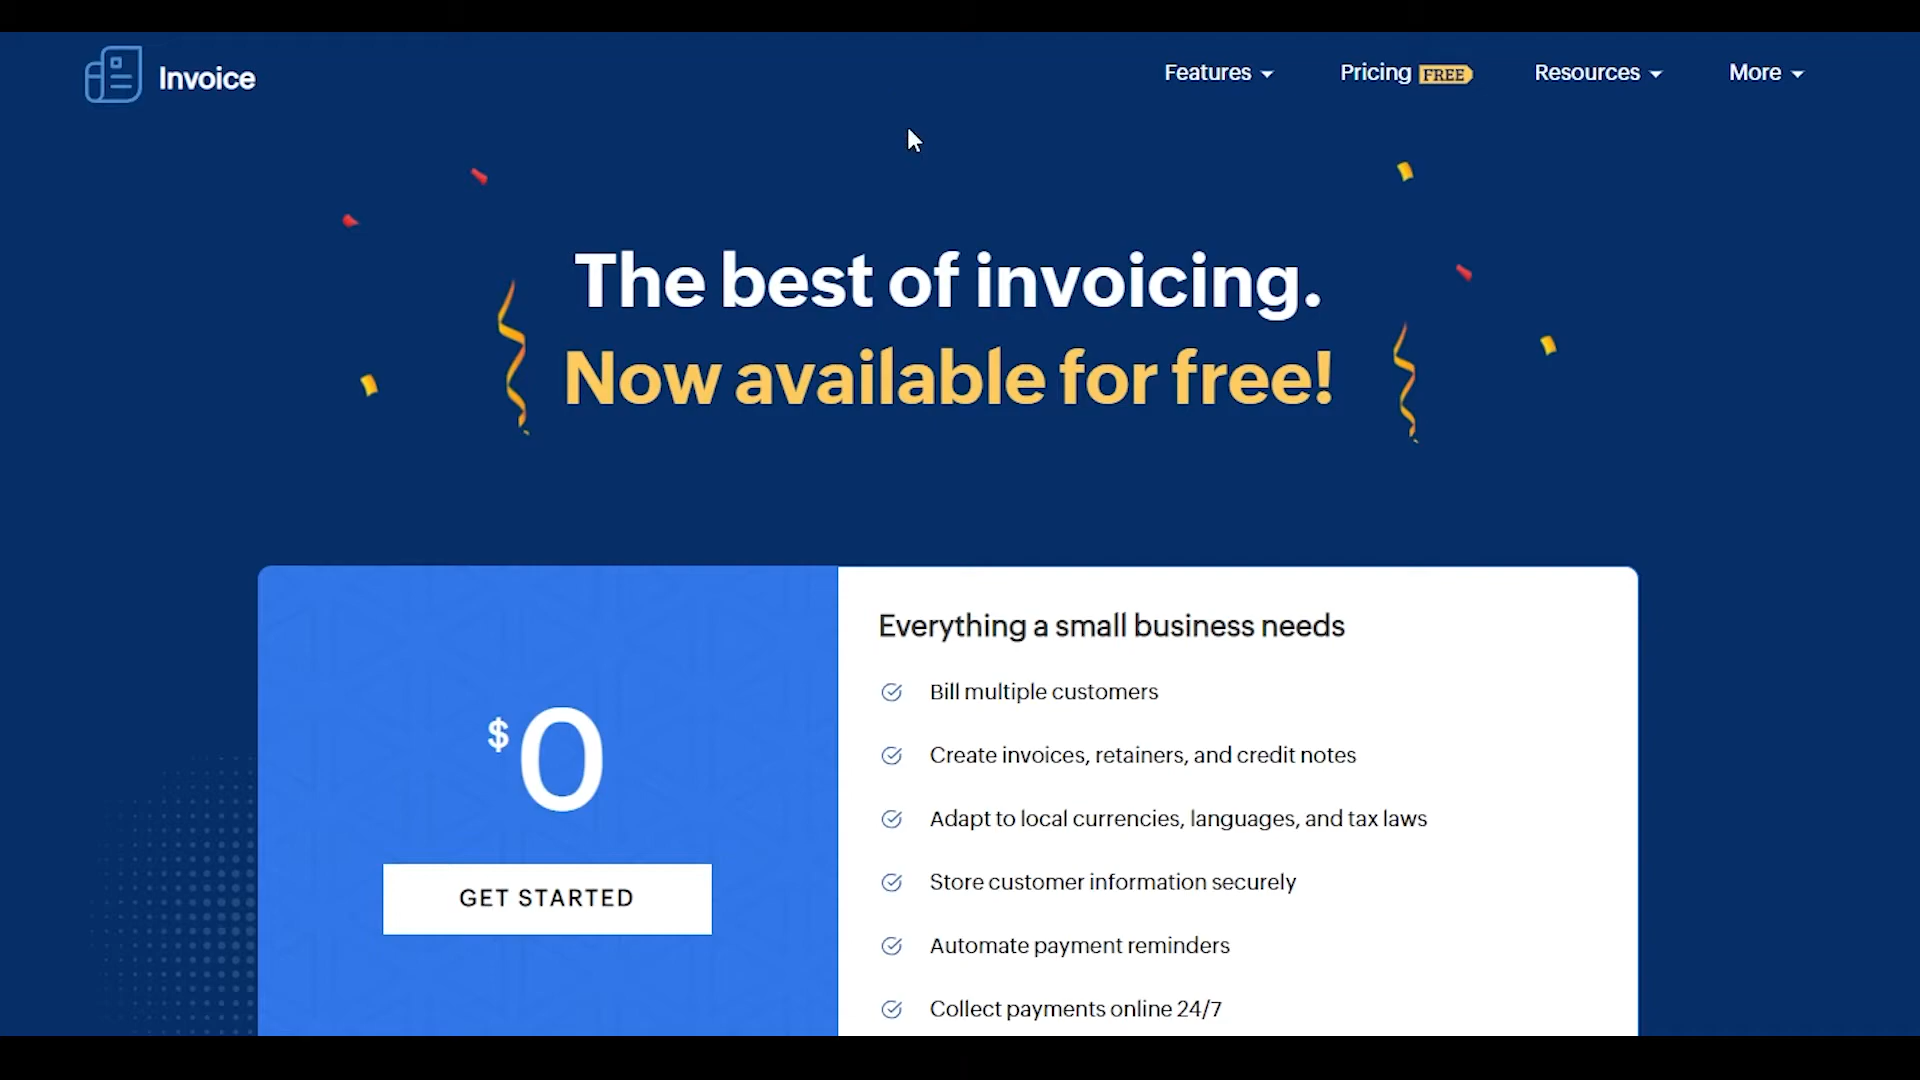 Invoice
Features
Pricing FREE
Resources
More
The best of invoicing.
Now available for free!
$0
GET STARTED
Everything a small business needs
Bill multiple customers
Create invoices, retainers, and credit notes
Adapt to local currencies, languages, and tax laws
Store customer information securely
Automate payment reminders
Collect payments online 24/7